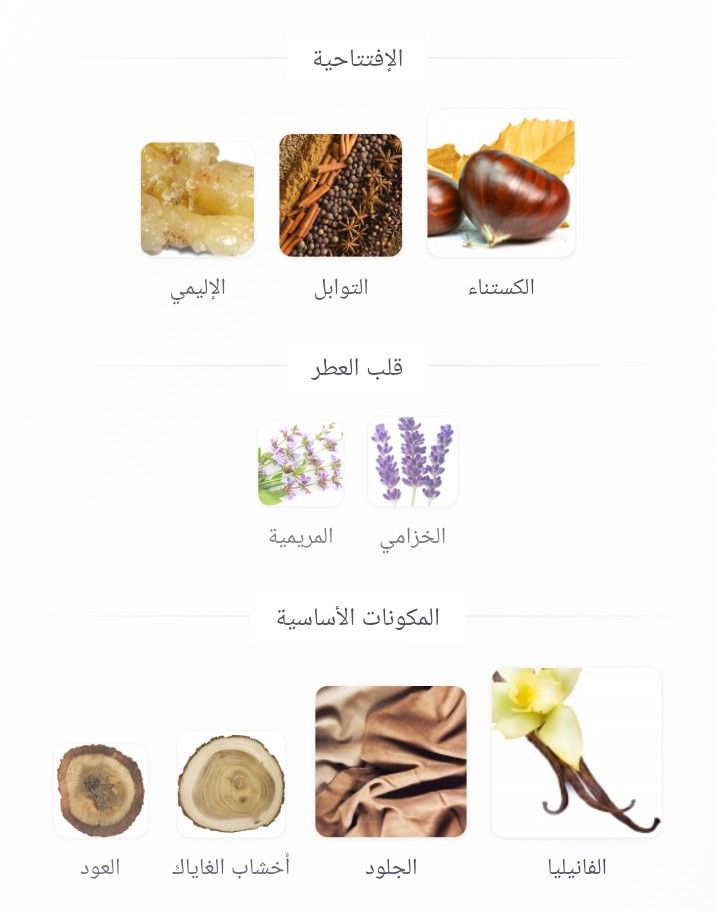 الإفتتاحية
الكستناء التوابل الإليمي
قلب العطر
الخزامي المريمية
المكونات الأساسية
الفانيليا الجلود أخشاب الغاياك العود